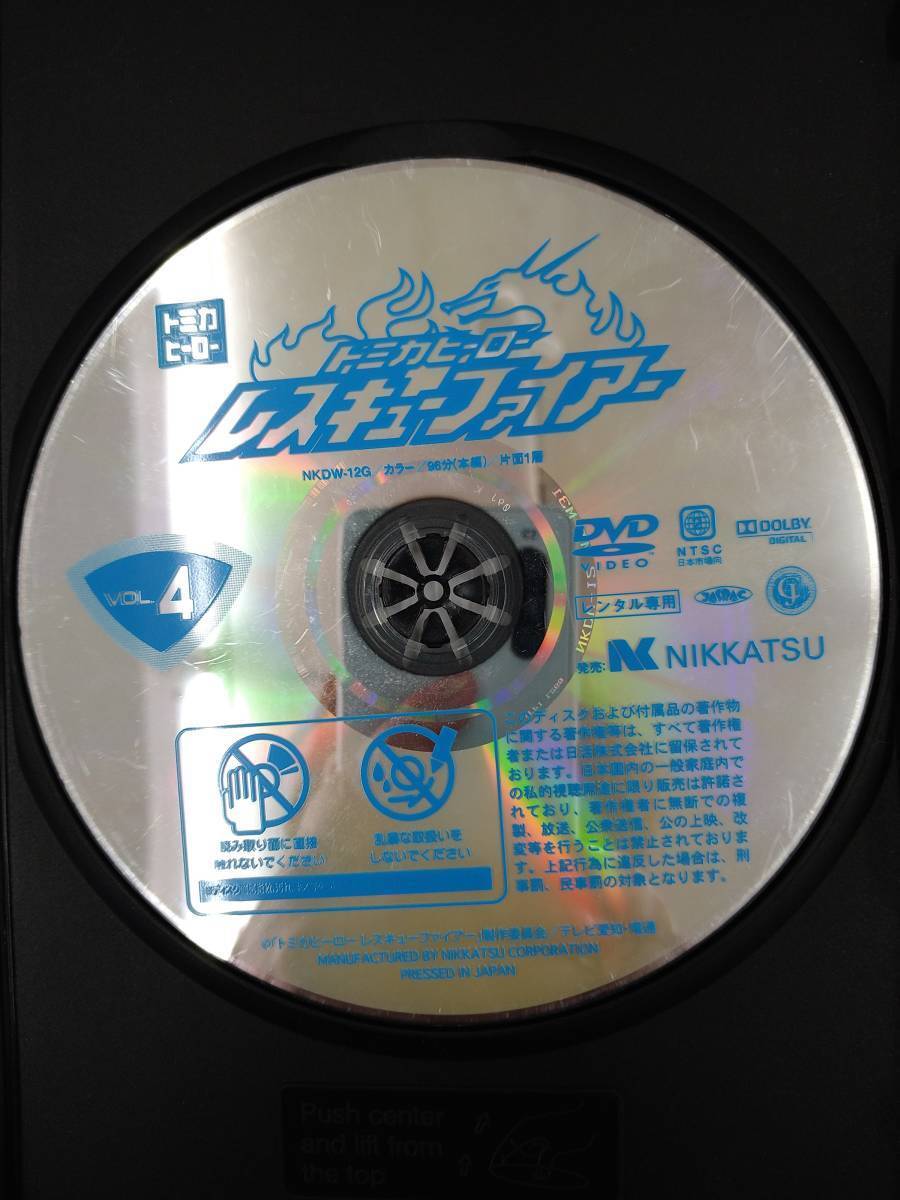 トミカ
ヒーロー
トミカヒーロー
レスキューファイアー
NKDW-12G／カラー／96分(本編)／片面1層
VOL. 4
DVD
VIDEO
NTSC
日本市場向
DOLBY
DIGITAL
レンタル専用
JASRAC
発売: NK NIKKATSU
読み取り面に直接
触れないでください
乱暴な取扱いを
しないでください
このディスクおよび付属品の著作物
に関する著作権等は、すべて著作権
者または日活株式会社に留保されて
おります。日本国内の一般家庭内で
の私的視聴用途に限り販売は許諾さ
れており、著作権者に無断での複
製、放送、公衆送信、公の上映、改
変等を行うことは禁止されておりま
す。上記行為に違反した場合は、刑
事罰、民事罰の対象となります。
©「トミカヒーロー レスキューファイアー」製作委員会／テレビ愛知・電通
MANUFACTURED BY NIKKATSU CORPORATION
PRESSED IN JAPAN
Push center
and lift from
the top